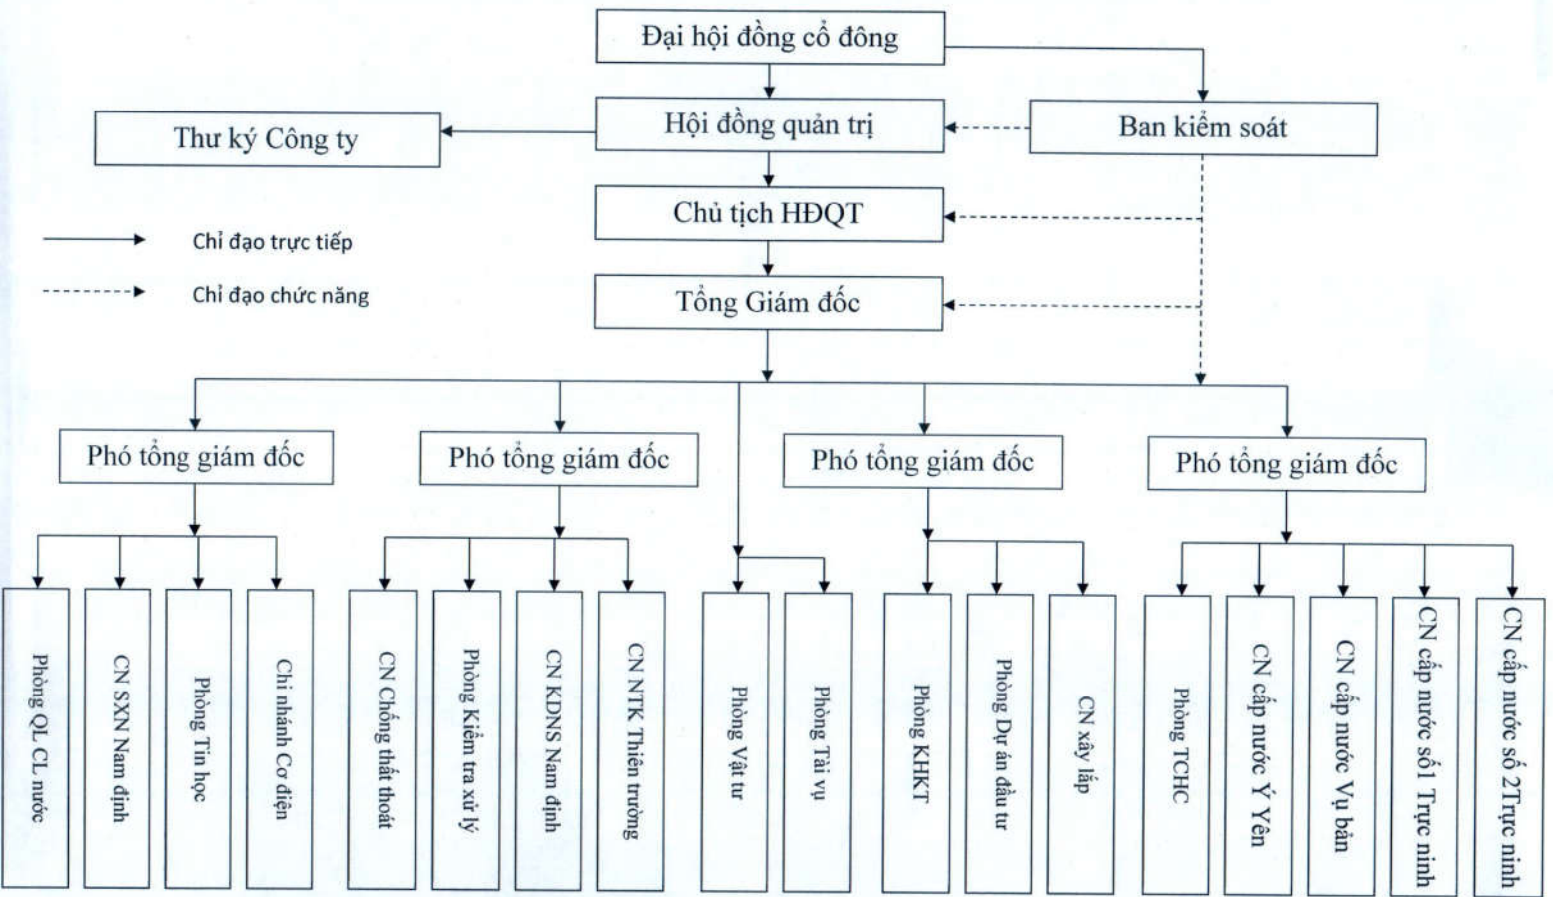 Đại hội đồng cổ đông
Thư ký Công ty
Hội đồng quản trị
Ban kiểm soát
Chủ tịch HĐQT
Chỉ đạo trực tiếp
Chỉ đạo chức năng
Tổng Giám đốc
Phó tổng giám đốc
Phó tổng giám đốc
Phó tổng giám đốc
Phó tổng giám đốc
Phòng QL CL nước
CN SXN Nam định
Phòng Tin học
Chi nhánh Cơ điện
CN Chống thất thoát
Phòng Kiểm tra xử lý
CN KDNS Nam định
CN NTK Thiên trường
Phòng Vật tư
Phòng Tài vụ
Phòng KHKT
Phòng Dự án đầu tư
CN xây lắp
Phòng TCHC
CN cấp nước Ý Yên
CN cấp nước Vụ bản
CN cấp nước số1 Trực ninh
CN cấp nước số 2Trực ninh